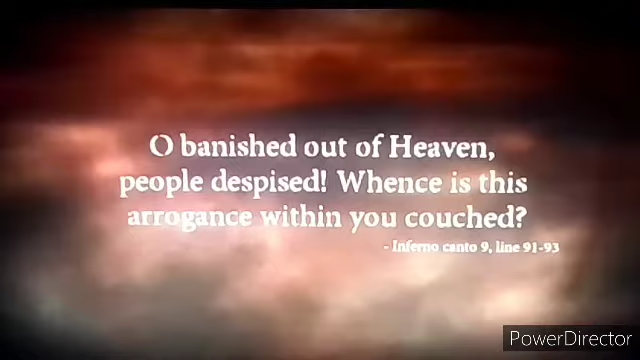 O banished out of Heaven,
people despised! Whence is this
arrogance within you couched?
- Inferno canto 9, line 91-93
PowerDirector